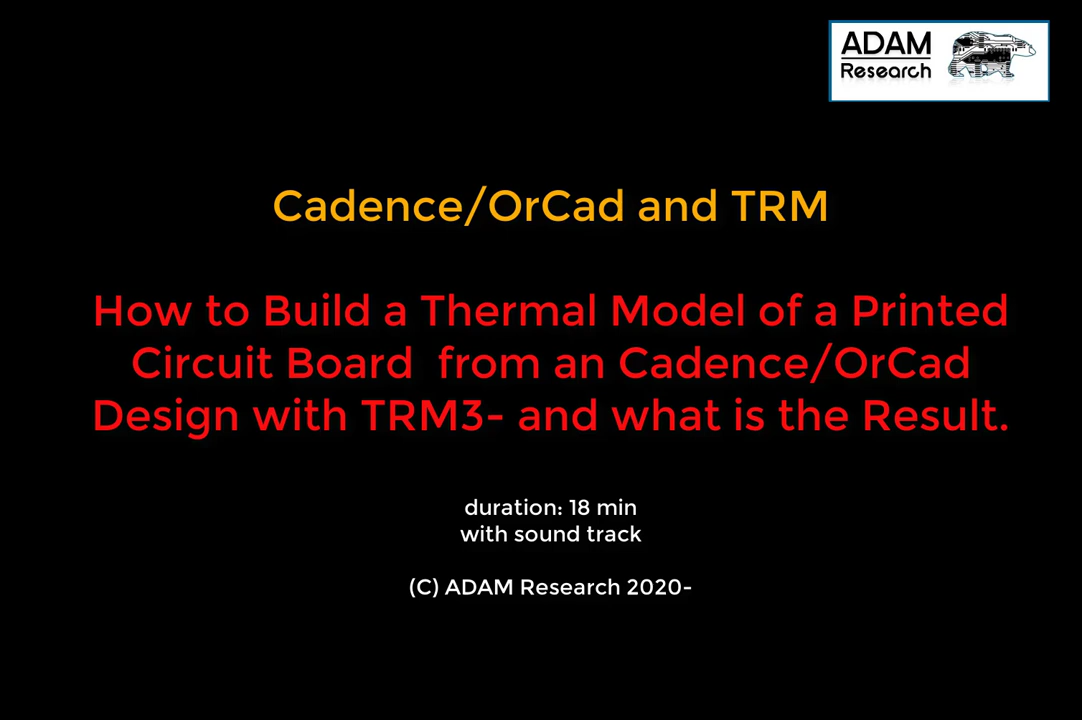 ADAM
Research
Cadence/OrCad and TRM
How to Build a Thermal Model of a Printed
Circuit Board  from an Cadence/OrCad
Design with TRM3- and what is the Result.
duration: 18 min
with sound track
(C) ADAM Research 2020-